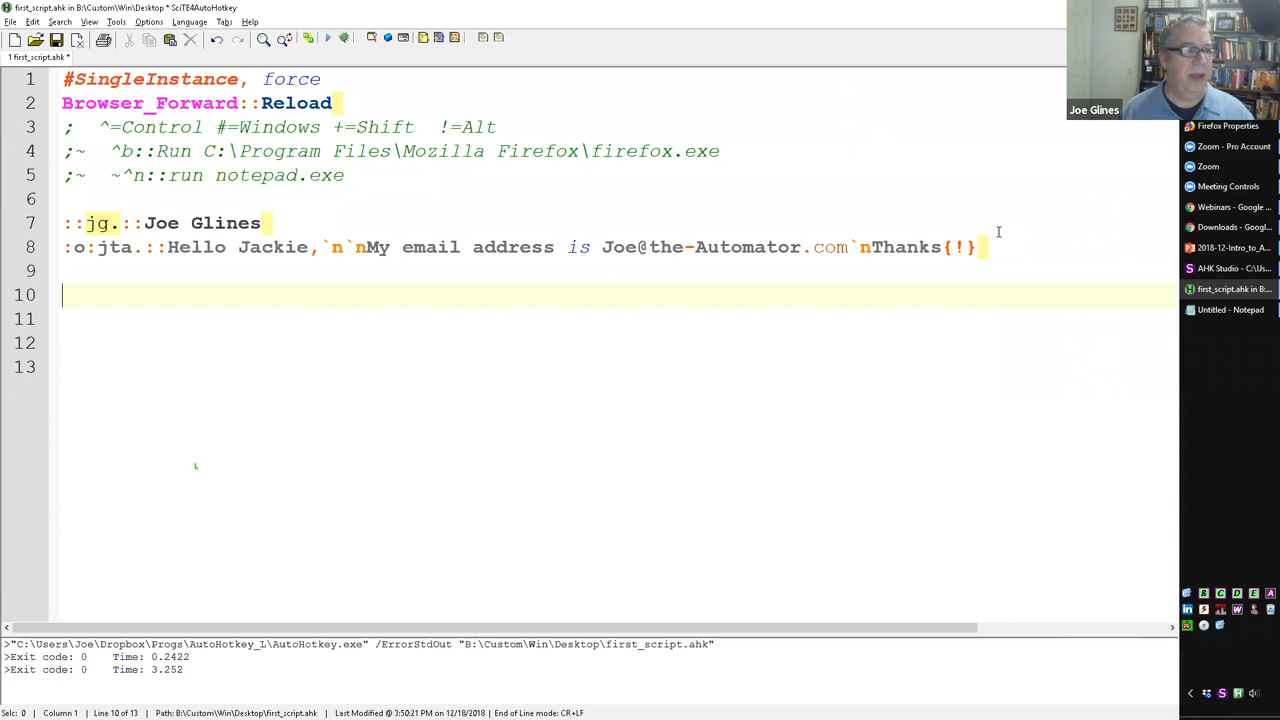 first_script.ahk in B:\Custom\Win\Desktop * SciTE4AutoHotkey
File Edit Search View Tools Options Language Tabs Help
1 first_script.ahk *
1 #SingleInstance, force
2 Browser_Forward::Reload
3 ;  ^=Control #=Windows +=Shift  !=Alt
4 ;~  ^b::Run C:\Program Files\Mozilla Firefox\firefox.exe
5 ;~  ~^n::run notepad.exe
6
7 ::jg.::Joe Glines
8 :o:jta.::Hello Jackie,`n`nMy email address is Joe@the-Automator.com`nThanks{!}
9
10
11
12
13
Joe Glines
Firefox Properties
Zoom - Pro Account
Zoom
Meeting Controls
Webinars - Google ...
Downloads - Googl...
2018-12-Intro_to_A...
AHK Studio - C:\Us...
first_script.ahk in B:...
Untitled - Notepad
>"C:\Users\Joe\Dropbox\Progs\AutoHotkey_L\AutoHotkey.exe" /ErrorStdOut "B:\Custom\Win\Desktop\first_script.ahk"
>Exit code: 0    Time: 0.2422
>Exit code: 0    Time: 3.252
Selc: 0 Column 1 Line 10 of 13 Path: B:\Custom\Win\Desktop\first_script.ahk Last Modified @ 3:50:21 PM on 12/18/2018 End of Line mode: CR+LF